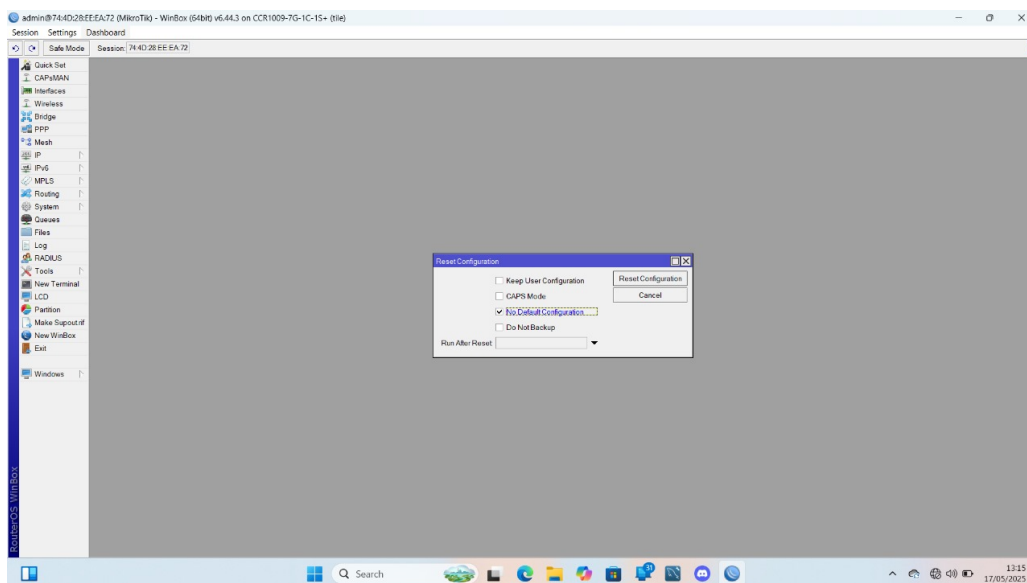 admin@74:4D:28:EE:EA:72 (MikroTik) - WinBox (64bit) v6.44.3 on CCR1009-7G-1C-1S+ (tile)
Session Settings Dashboard
Safe Mode Session: 74:4D:28:EE:EA:72
Quick Set
CAPsMAN
Interfaces
Wireless
Bridge
PPP
Mesh
IP
IPv6
MPLS
Routing
System
Queues
Files
Log
RADIUS
Tools
New Terminal
LCD
Partition
Make Supout.rif
New WinBox
Exit
Windows
RouterOS WinBox
Reset Configuration
Keep User Configuration Reset Configuration
CAPS Mode Cancel
No Default Configuration
Do Not Backup
Run After Reset:
Search
31
13:15
17/05/2025